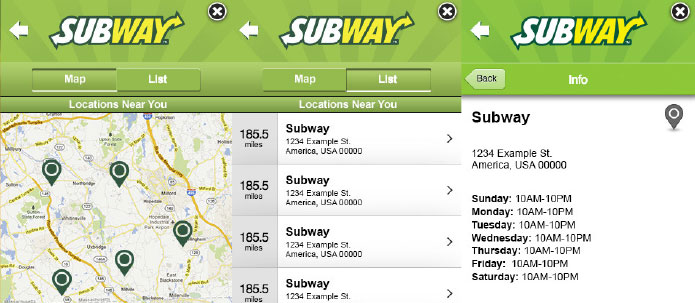 SUBWAY
Map
List
Locations Near You
Northbridge
Uxbridge
Douglas
SUBWAY
Map
List
Locations Near You
185.5
miles
Subway
1234 Example St.
America, USA 00000
185.5
miles
Subway
1234 Example St.
America, USA 00000
185.5
miles
Subway
1234 Example St.
America, USA 00000
185.5
miles
Subway
1234 Example St.
SUBWAY
Back
Info
Subway
1234 Example St.
America, USA 00000
Sunday: 10AM-10PM
Monday: 10AM-10PM
Tuesday: 10AM-10PM
Wednesday: 10AM-10PM
Thursday: 10AM-10PM
Friday: 10AM-10PM
Saturday: 10AM-10PM